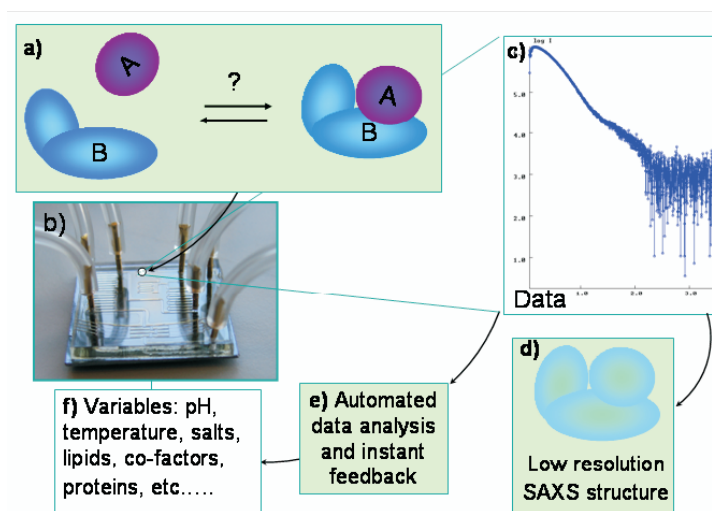 a)
A
?
A
B
B
b)
c)
log I
5.0
4.0
3.0
2.0
1.0
1.0
2.0
3.0
Data
d)
Low resolution
SAXS structure
e) Automated
data analysis
and instant
feedback
f) Variables: pH,
temperature, salts,
lipids, co-factors,
proteins, etc.....